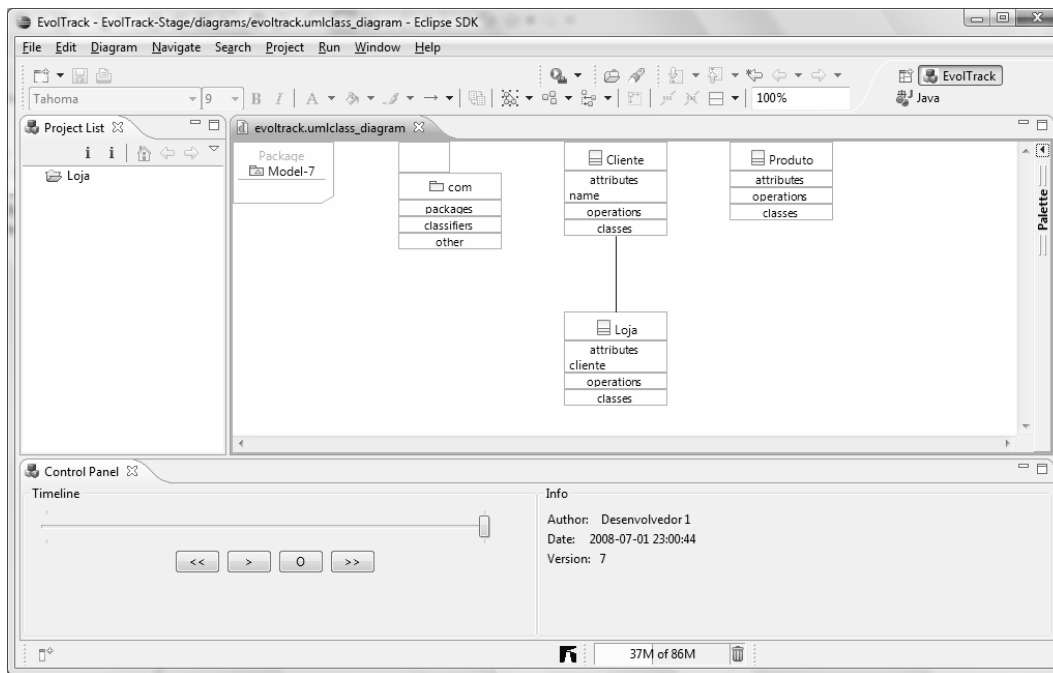 EvolTrack - EvolTrack-Stage/diagrams/evoltrack.umlclass_diagram - Eclipse SDK
File Edit Diagram Navigate Search Project Run Window Help
EvolTrack
Tahoma 9 B I A 100% Java
Project List
evoltrack.umlclass_diagram
Palette
i i
Loja
Package
Model-7
com
packages
classifiers
other
Cliente
attributes
name
operations
classes
Produto
attributes
operations
classes
Loja
attributes
cliente
operations
classes
Control Panel
Timeline
<< > O >>
Info
Author: Desenvolvedor 1
Date: 2008-07-01 23:00:44
Version: 7
37M of 86M